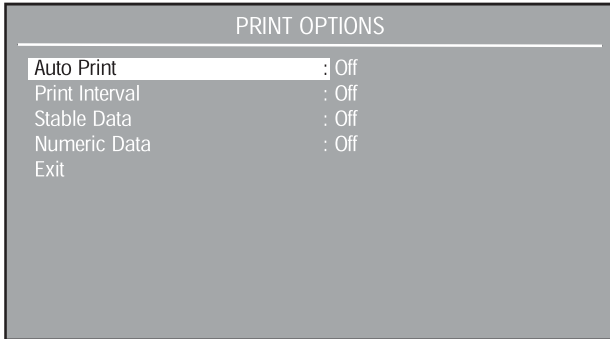 PRINT OPTIONS
Auto Print : Off
Print Interval : Off
Stable Data : Off
Numeric Data : Off
Exit